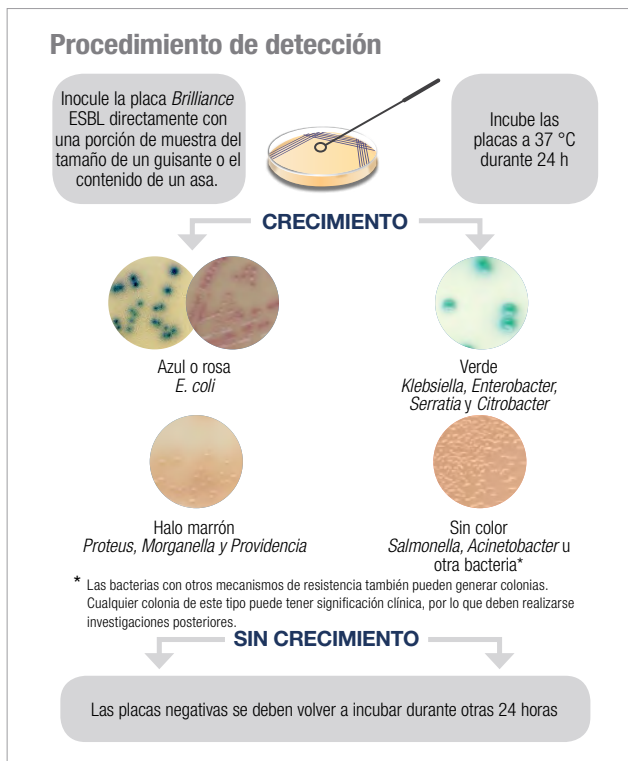 Procedimiento de detección
Inocule la placa Brilliance
ESBL directamente con
una porción de muestra del
tamaño de un guisante o el
contenido de un asa.
Incube las
placas a 37 °C
durante 24 h
CRECIMIENTO
Azul o rosa
E. coli
Verde
Klebsiella, Enterobacter,
Serratia y Citrobacter
Halo marrón
Proteus, Morganella y Providencia
Sin color
Salmonella, Acinetobacter u
otra bacteria*
* Las bacterias con otros mecanismos de resistencia también pueden generar colonias.
Cualquier colonia de este tipo puede tener significación clínica, por lo que deben realizarse
investigaciones posteriores.
SIN CRECIMIENTO
Las placas negativas se deben volver a incubar durante otras 24 horas